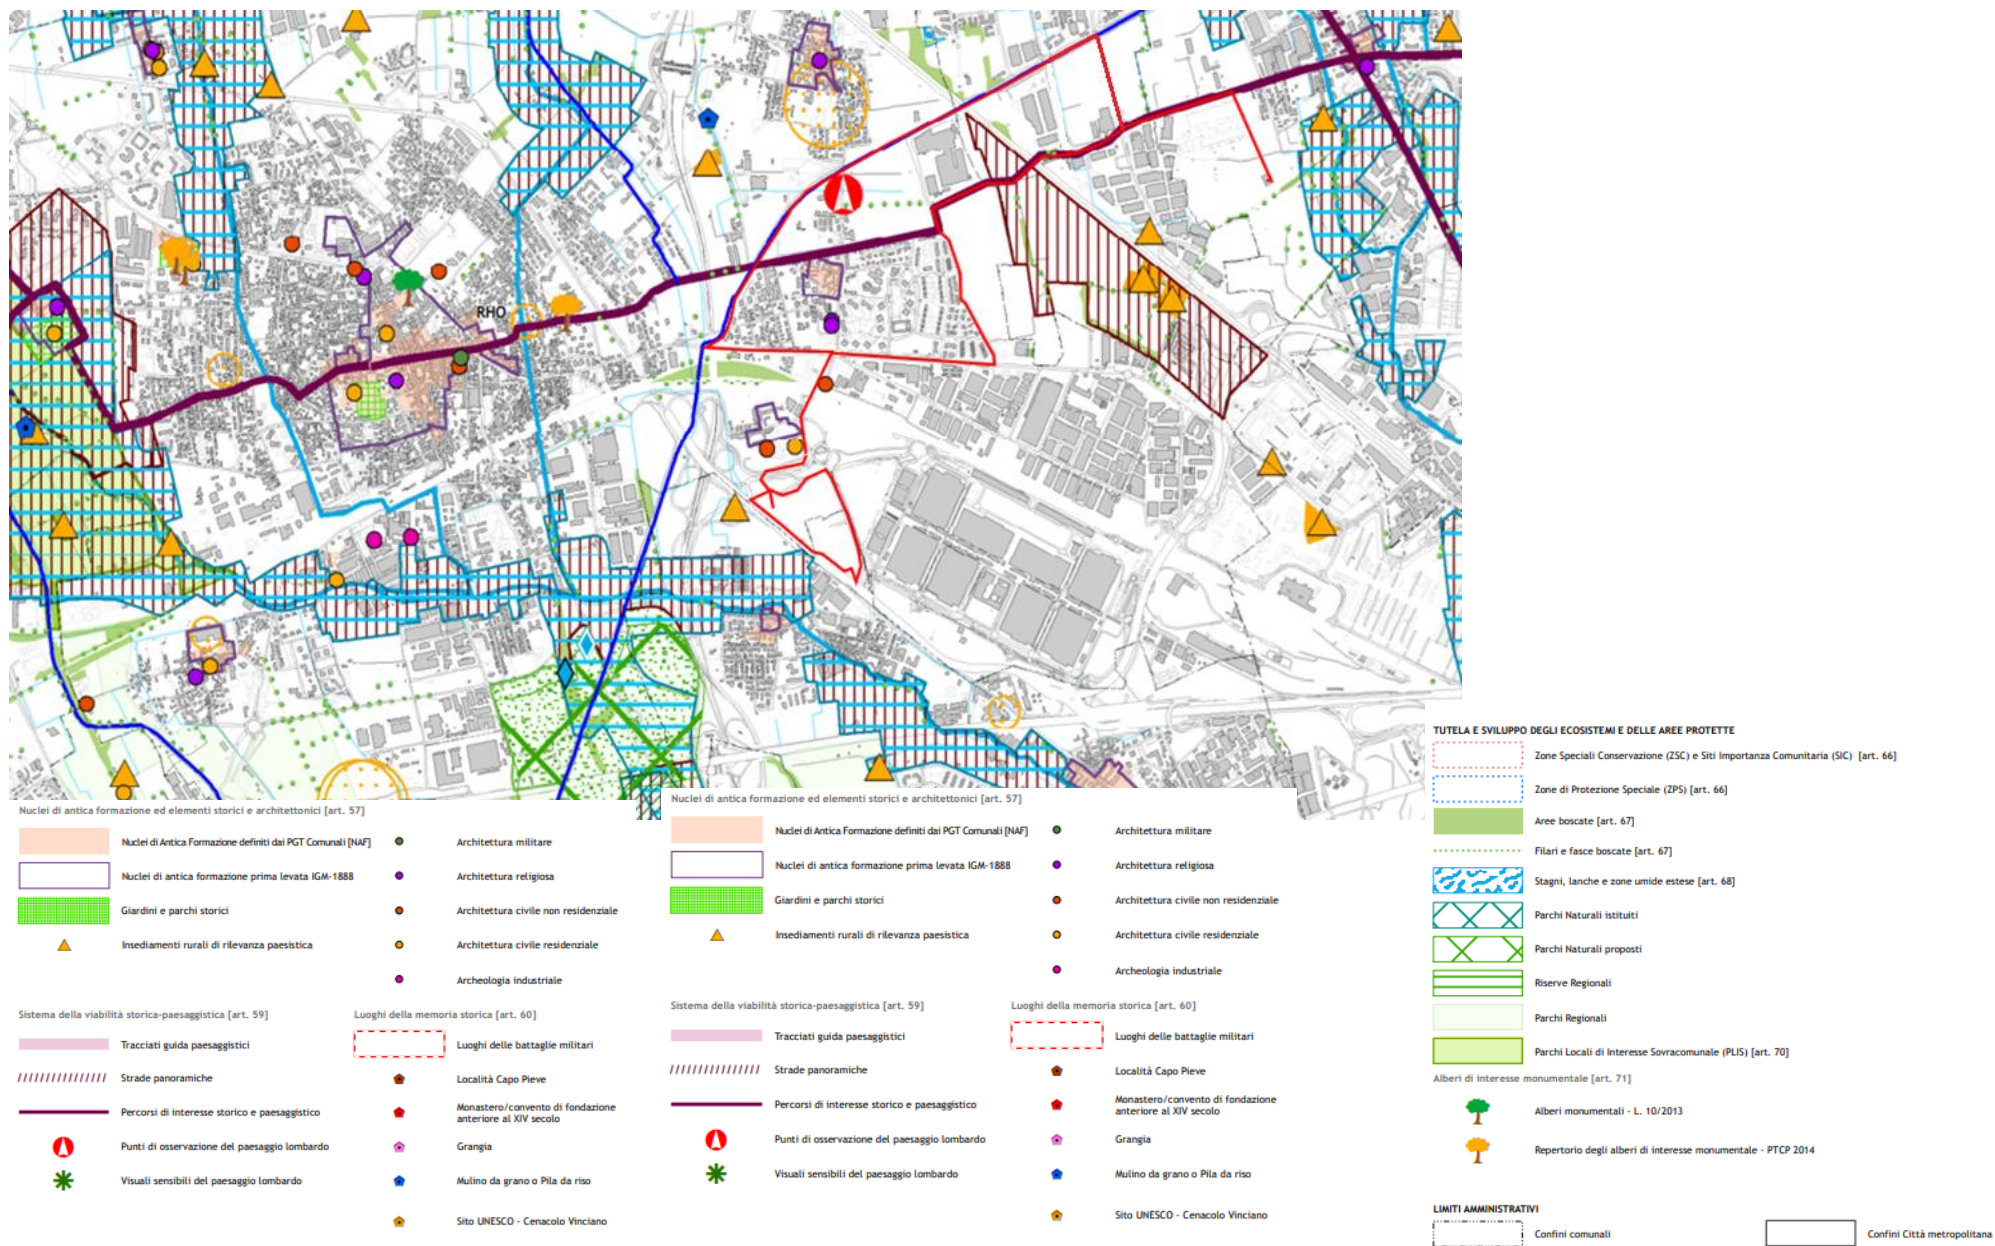 RHO
Nuclei di antica formazione ed elementi storici e architettonici [art. 57]
Nuclei di Antica Formazione definiti dai PGT Comunali [NAF]
Architettura militare
Nuclei di antica formazione prima levata IGM-1888
Architettura religiosa
Giardini e parchi storici
Architettura civile non residenziale
Insediamenti rurali di rilevanza paesistica
Architettura civile residenziale
Archeologia industriale
Sistema della viabilità storica-paesaggistica [art. 59]
Luoghi della memoria storica [art. 60]
Tracciati guida paesaggistici
Luoghi delle battaglie militari
Strade panoramiche
Località Capo Pieve
Percorsi di interesse storico e paesaggistico
Monastero/convento di fondazione
anteriore al XIV secolo
Punti di osservazione del paesaggio lombardo
Grangia
Visuali sensibili del paesaggio lombardo
Mulino da grano o Pila da riso
Sito UNESCO - Cenacolo Vinciano
Nuclei di antica formazione ed elementi storici e architettonici [art. 57]
Nuclei di Antica Formazione definiti dai PGT Comunali [NAF]
Architettura militare
Nuclei di antica formazione prima levata IGM-1888
Architettura religiosa
Giardini e parchi storici
Architettura civile non residenziale
Insediamenti rurali di rilevanza paesistica
Architettura civile residenziale
Archeologia industriale
Sistema della viabilità storica-paesaggistica [art. 59]
Luoghi della memoria storica [art. 60]
Tracciati guida paesaggistici
Luoghi delle battaglie militari
Strade panoramiche
Località Capo Pieve
Percorsi di interesse storico e paesaggistico
Monastero/convento di fondazione
anteriore al XIV secolo
Punti di osservazione del paesaggio lombardo
Grangia
Visuali sensibili del paesaggio lombardo
Mulino da grano o Pila da riso
Sito UNESCO - Cenacolo Vinciano
TUTELA E SVILUPPO DEGLI ECOSISTEMI E DELLE AREE PROTETTE
Zone Speciali Conservazione (ZSC) e Siti Importanza Comunitaria (SIC) [art. 66]
Zone di Protezione Speciale (ZPS) [art. 66]
Aree boscate [art. 67]
Filari e fasce boscate [art. 67]
Stagni, lanche e zone umide estese [art. 68]
Parchi Naturali istituiti
Parchi Naturali proposti
Riserve Regionali
Parchi Regionali
Parchi Locali di Interesse Sovracomunale (PLIS) [art. 70]
Alberi di interesse monumentale [art. 71]
Alberi monumentali - L. 10/2013
Repertorio degli alberi di interesse monumentale - PTCP 2014
LIMITI AMMINISTRATIVI
Confini comunali
Confini Città metropolitana